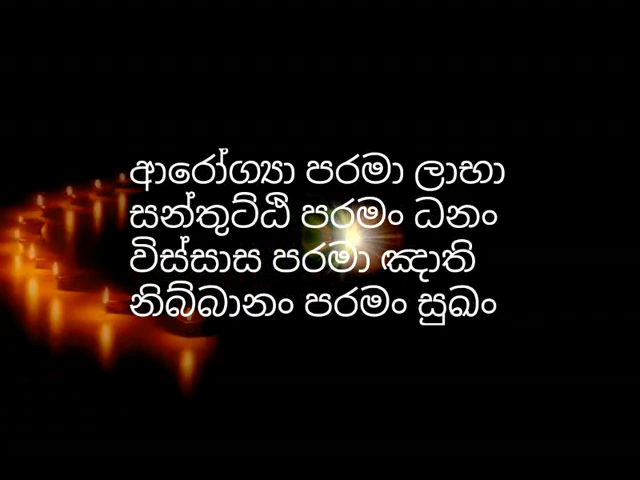 ආරෝග්‍යා පරමා ලාභා
සන්තුට්ඨි පරමං ධනං
විස්සාස පරමා ඤාති
නිබ්බානං පරමං සුඛං